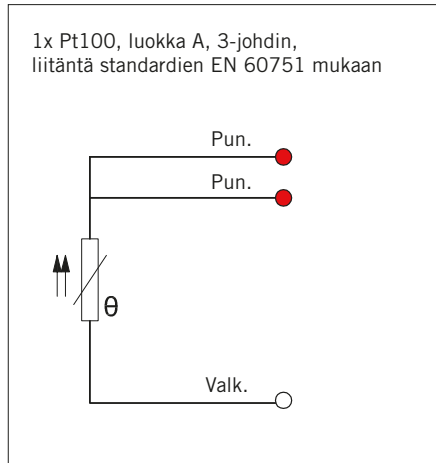 1x Pt100, luokka A, 3-johdin,
liitäntä standardien EN 60751 mukaan
Pun.
Pun.
θ
Valk.